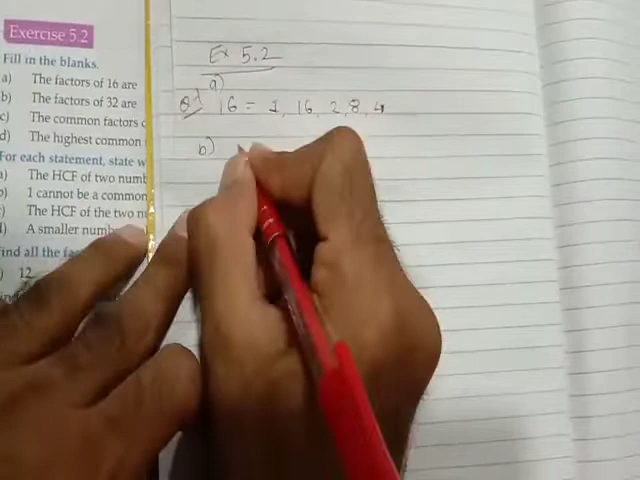 Exercise 5.2
Fill in the blanks.
a) The factors of 16 are
b) The factors of 32 are
c) The common factors
d) The highest common
For each statement, state w
a) The HCF of two numb
1 cannot be a common
The HCF of the two n
A smaller numb
ind all the fa
12
Ex 5.2
a)
Q1 16 = 1, 16, 2, 8, 4
b)